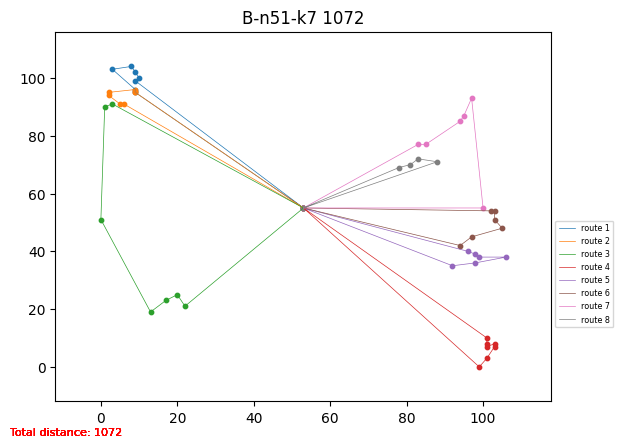 B-n51-k7 1072
100
80
60
40
20
0
0 20 40 60 80 100
route 1
route 2
route 3
route 4
route 5
route 6
route 7
route 8
Total distance: 1072